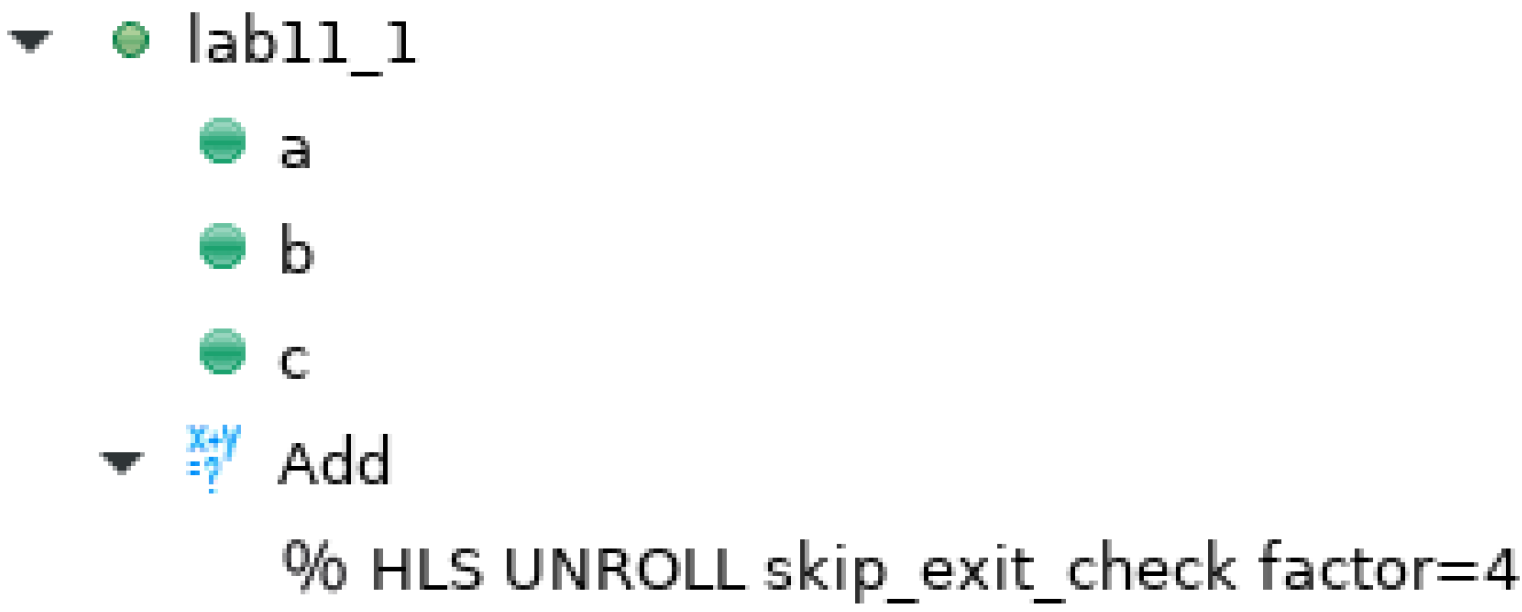 lab11_1
a
b
c
x+y
=?
Add
% HLS UNROLL skip_exit_check factor=4